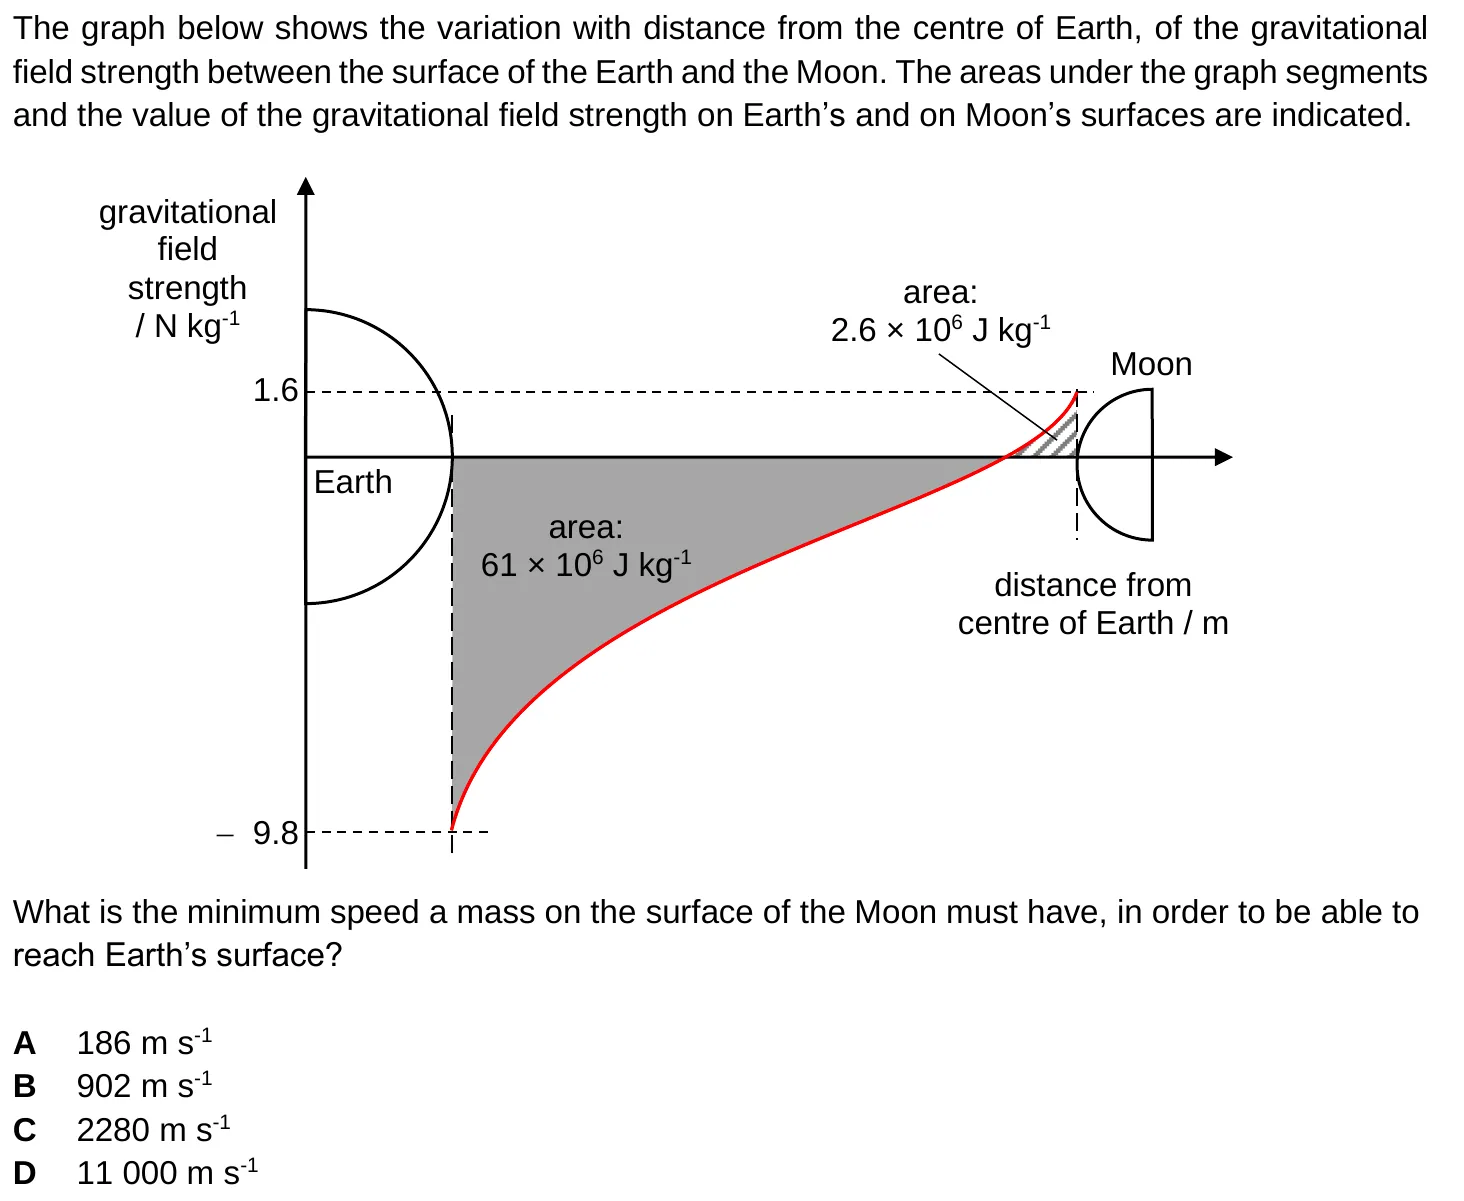 The graph below shows the variation with distance from the centre of Earth, of the gravitational
field strength between the surface of the Earth and the Moon. The areas under the graph segments
and the value of the gravitational field strength on Earth’s and on Moon’s surfaces are indicated.
gravitational
field
strength
/ N kg⁻¹
area:
2.6 × 10⁶ J kg⁻¹
Moon
1.6
Earth
area:
61 × 10⁶ J kg⁻¹
distance from
centre of Earth / m
– 9.8
What is the minimum speed a mass on the surface of the Moon must have, in order to be able to
reach Earth’s surface?
A 186 m s⁻¹
B 902 m s⁻¹
C 2280 m s⁻¹
D 11 000 m s⁻¹